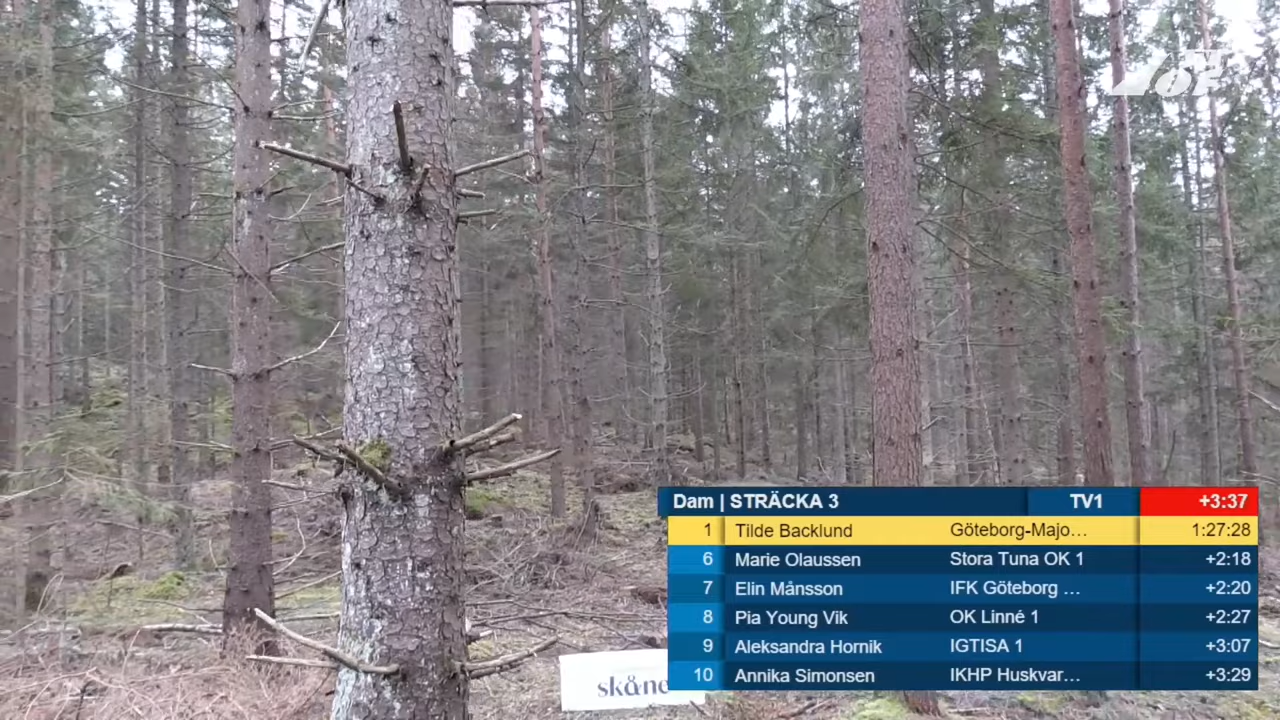 TOP
Dam | STRÄCKA 3 TV1 +3:37
1 Tilde Backlund Göteborg-Majo… 1:27:28
6 Marie Olaussen Stora Tuna OK 1 +2:18
7 Elin Månsson IFK Göteborg … +2:20
8 Pia Young Vik OK Linné 1 +2:27
9 Aleksandra Hornik IGTISA 1 +3:07
10 Annika Simonsen IKHP Huskvar… +3:29